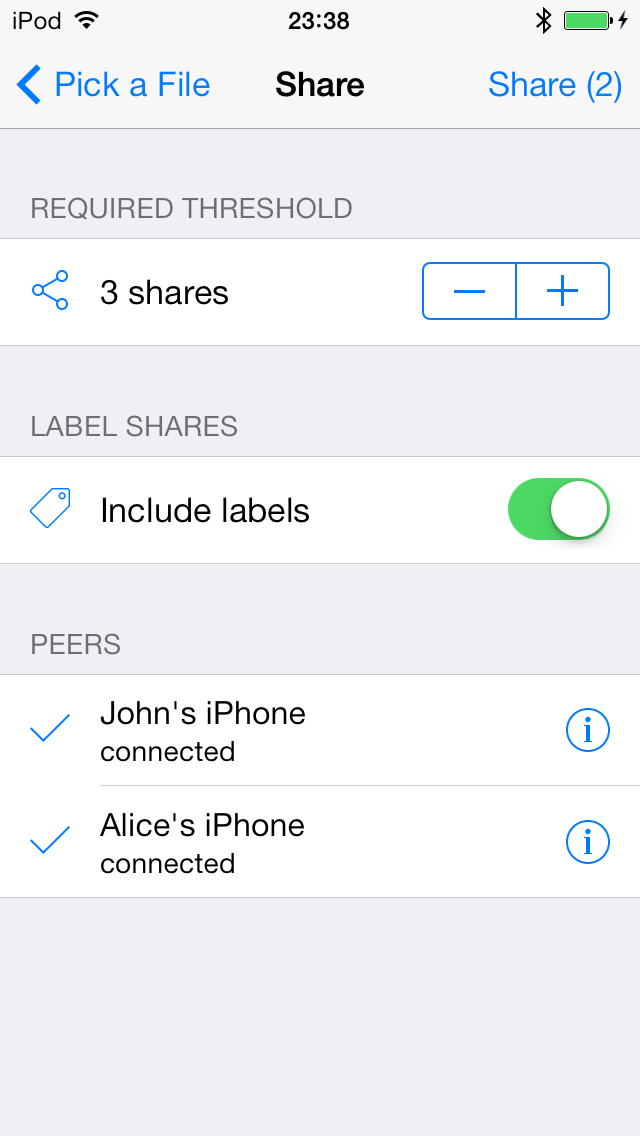 iPod 23:38
Pick a File Share Share (2)
REQUIRED THRESHOLD
3 shares
LABEL SHARES
Include labels
PEERS
John's iPhone
connected
Alice's iPhone
connected